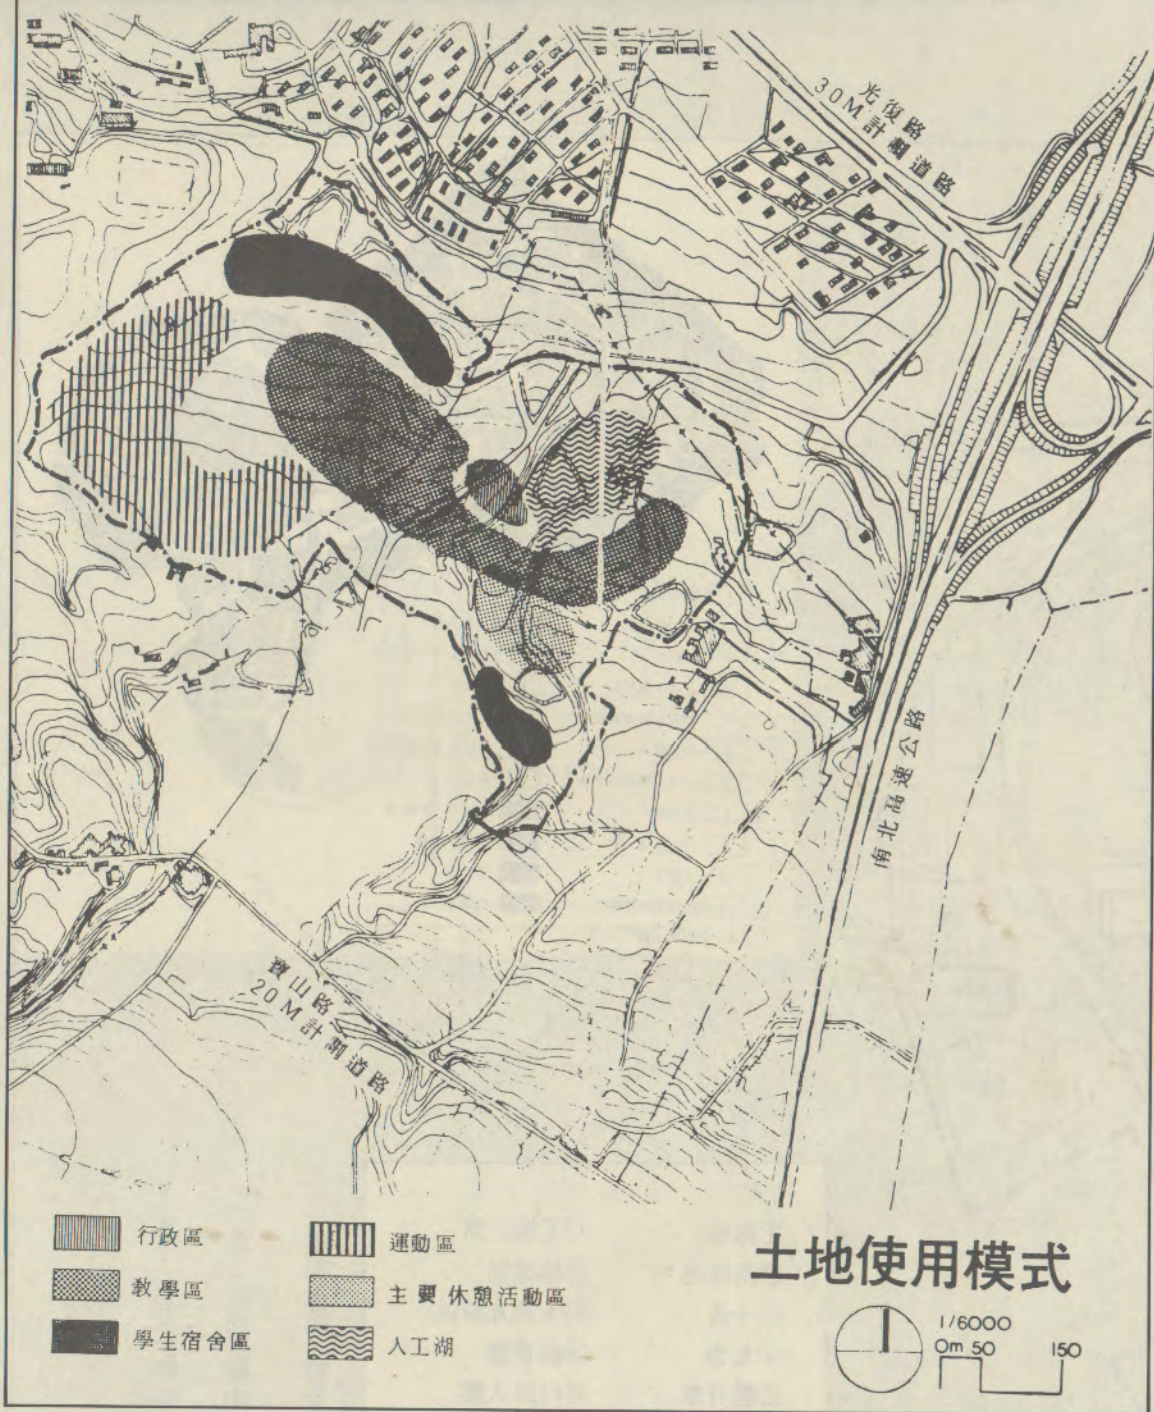 光復路
30M計劃道路
南北高速公路
寶山路
20M計劃道路
行政區
教學區
學生宿舍區
運動區
主要休憩活動區
人工湖
土地使用模式
1/6000
0m 50 150